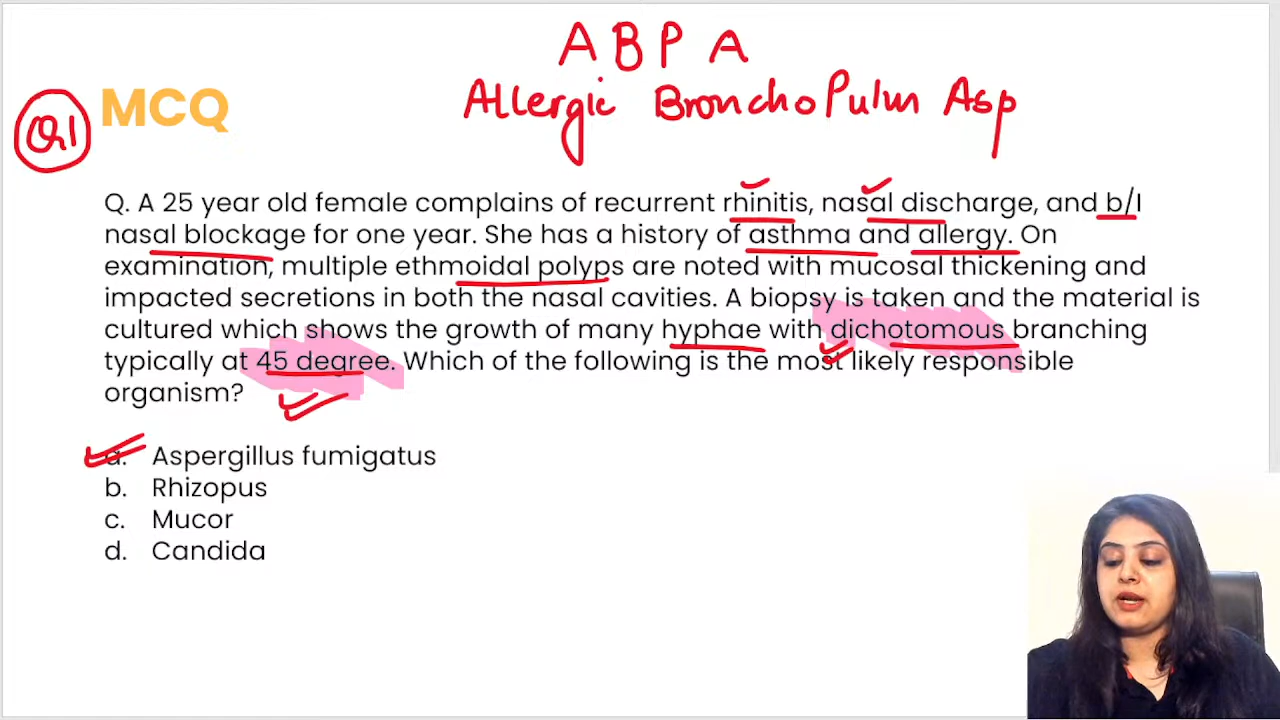 A B P A
Allergic BronchoPulm Asp
Q1 MCQ
Q. A 25 year old female complains of recurrent rhinitis, nasal discharge, and b/l
nasal blockage for one year. She has a history of asthma and allergy. On
examination, multiple ethmoidal polyps are noted with mucosal thickening and
impacted secretions in both the nasal cavities. A biopsy is taken and the material is
cultured which shows the growth of many hyphae with dichotomous branching
typically at 45 degree. Which of the following is the most likely responsible
organism?
a. Aspergillus fumigatus
b. Rhizopus
c. Mucor
d. Candida